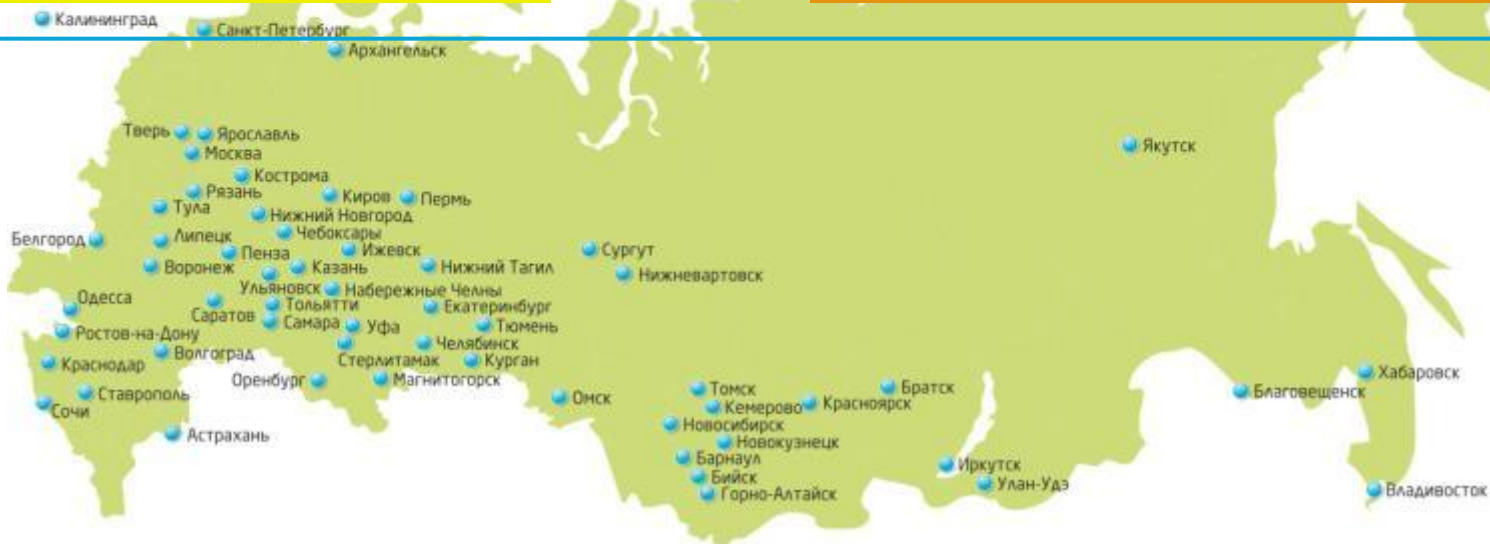 Калининград
Санкт-Петербург
Архангельск
Тверь
Ярославль
Москва
Якутск
Кострома
Рязань
Киров
Пермь
Тула
Нижний Новгород
Чебоксары
Белгород
Липецк
Пенза
Ижевск
Сургут
Воронеж
Казань
Нижний Тагил
Нижневартовск
Ульяновск
Набережные Челны
Одесса
Тольятти
Екатеринбург
Саратов
Самара
Уфа
Тюмень
Ростов-на-Дону
Челябинск
Волгоград
Стерлитамак
Курган
Краснодар
Хабаровск
Оренбург
Магнитогорск
Томск
Братск
Благовещенск
Ставрополь
Омск
Кемерово
Красноярск
Сочи
Новосибирск
Астрахань
Новокузнецк
Барнаул
Иркутск
Бийск
Улан-Удэ
Горно-Алтайск
Владивосток